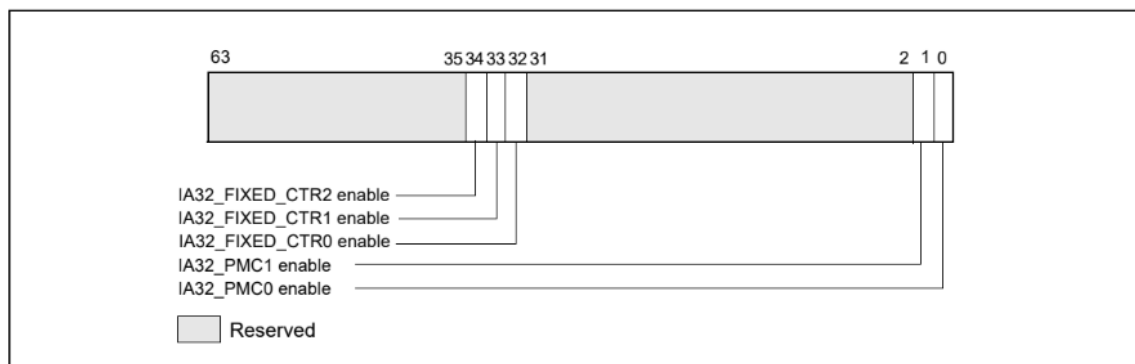 63 35 34 33 32 31 2 1 0
IA32_FIXED_CTR2 enable
IA32_FIXED_CTR1 enable
IA32_FIXED_CTR0 enable
IA32_PMC1 enable
IA32_PMC0 enable
Reserved